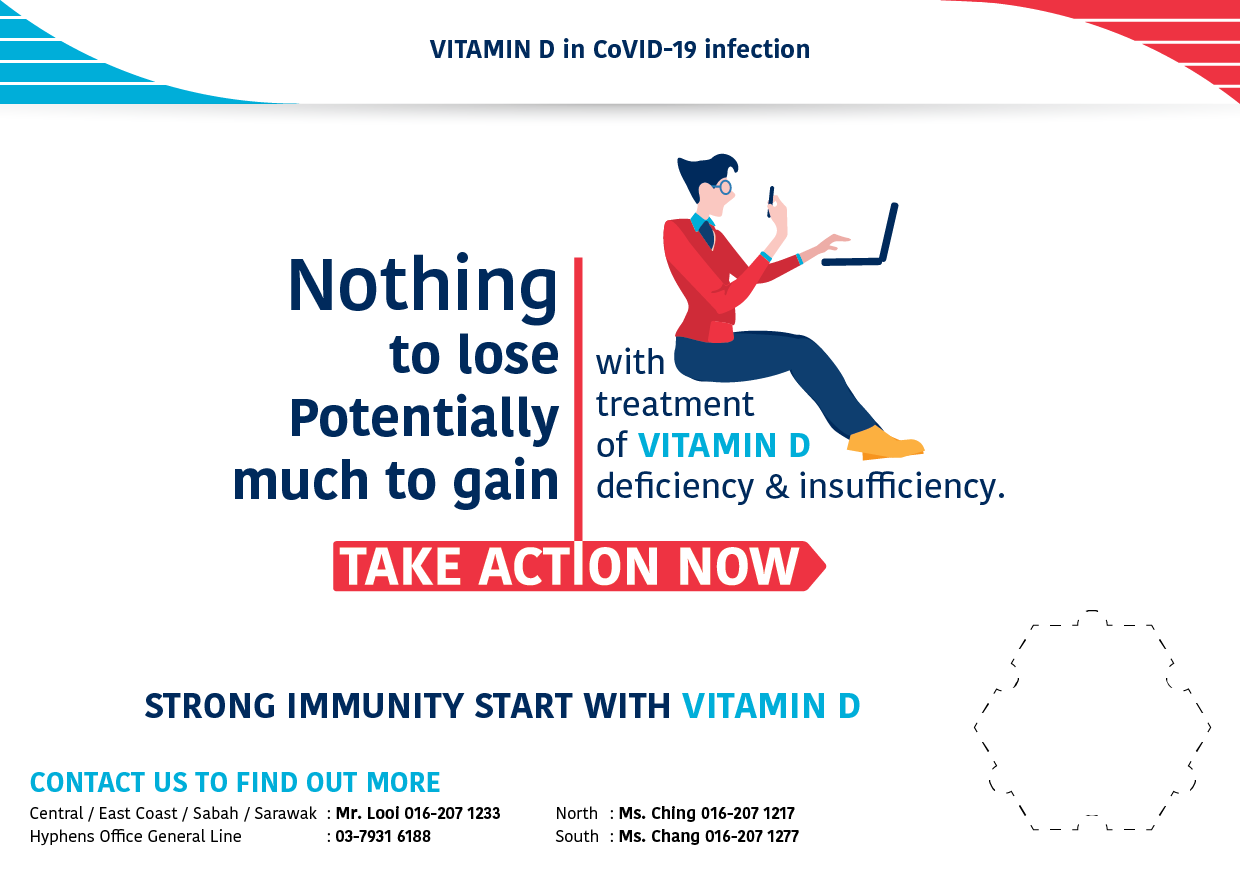 VITAMIN D in CoVID-19 infection
Nothing
to lose
Potentially
much to gain
with
treatment
of VITAMIN D
deficiency & insufficiency.
TAKE ACTION NOW
STRONG IMMUNITY START WITH VITAMIN D
CONTACT US TO FIND OUT MORE
Central / East Coast / Sabah / Sarawak : Mr. Looi 016-207 1233
Hyphens Office General Line : 03-7931 6188
North : Ms. Ching 016-207 1217
South : Ms. Chang 016-207 1277